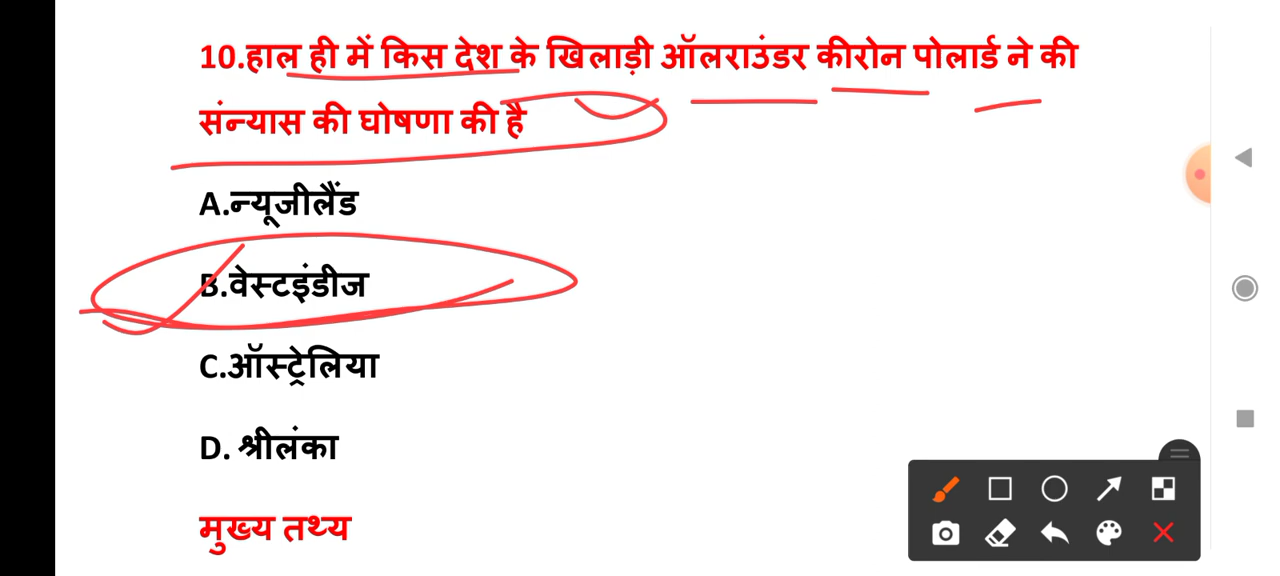 10.हाल ही में किस देश के खिलाड़ी ऑलराउंडर कीरोन पोलार्ड ने की
संन्यास की घोषणा की है
A.न्यूजीलैंड
B.वेस्टइंडीज
C.ऑस्ट्रेलिया
D. श्रीलंका
मुख्य तथ्य